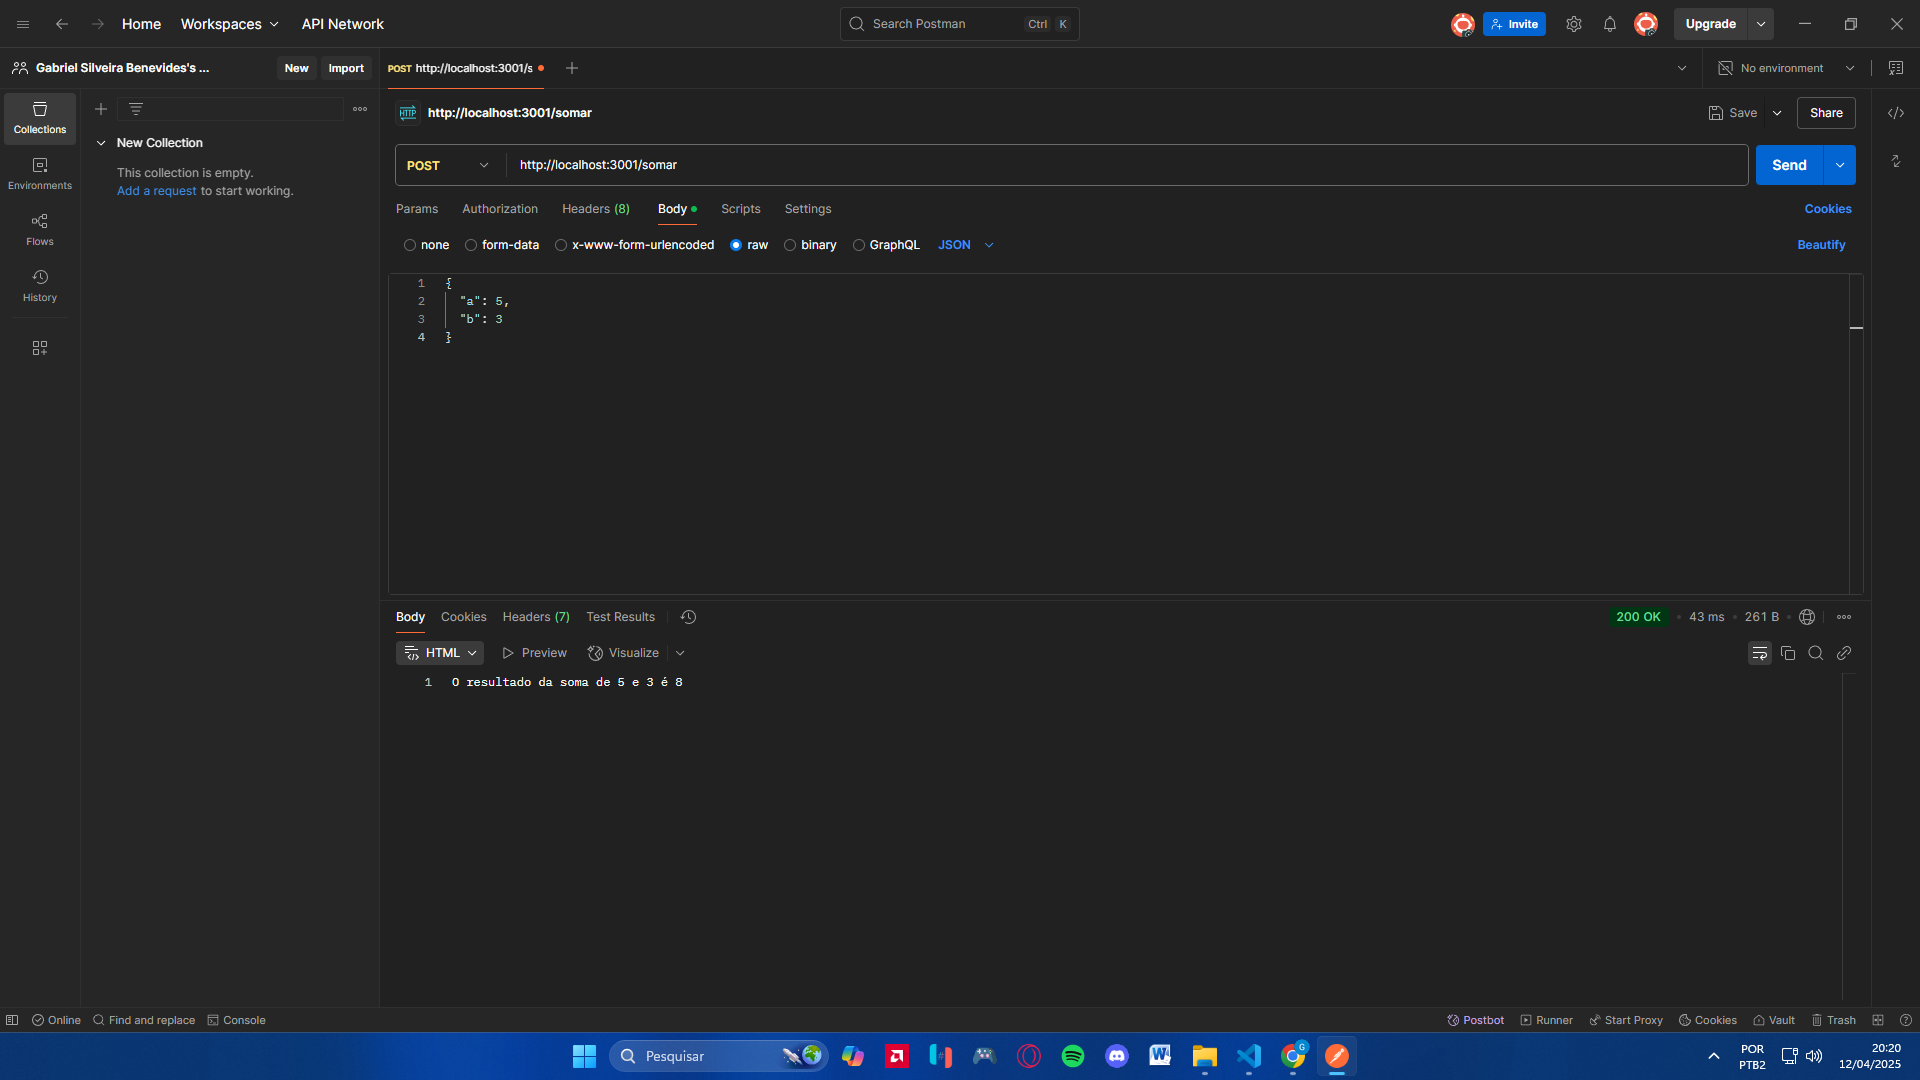 Home
Workspaces
API Network
Search Postman
Ctrl
K
Invite
Upgrade
Gabriel Silveira Benevides's ...
New
Import
POST http://localhost:3001/s
No environment
Collections
Environments
Flows
History
New Collection
This collection is empty.
Add a request to start working.
HTTP
http://localhost:3001/somar
Save
Share
POST
http://localhost:3001/somar
Send
Params
Authorization
Headers (8)
Body
Scripts
Settings
Cookies
none
form-data
x-www-form-urlencoded
raw
binary
GraphQL
JSON
Beautify
1 {
2 "a": 5,
3 "b": 3
4 }
Body
Cookies
Headers (7)
Test Results
200 OK
43 ms
261 B
HTML
Preview
Visualize
1 O resultado da soma de 5 e 3 é 8
Online
Find and replace
Console
Postbot
Runner
Start Proxy
Cookies
Vault
Trash
Pesquisar
G
POR
PTB2
20:20
12/04/2025